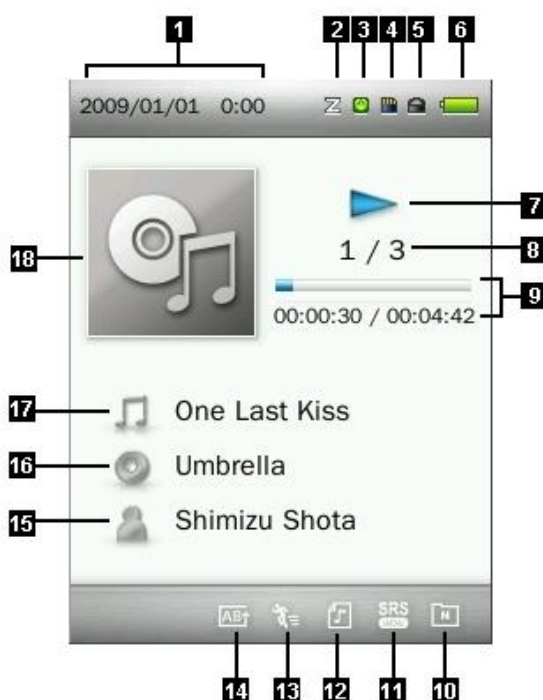 1 2 3 4 5 6
2009/01/01 0:00
7
1 / 3 8
18
9
00:00:30 / 00:04:42
17 One Last Kiss
16 Umbrella
15 Shimizu Shota
AB SRS WOW N
14 13 12 11 10